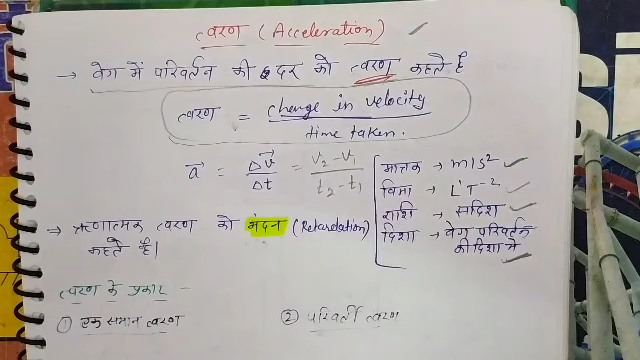 त्वरण (Acceleration)
→ वेग में परिवर्तन की दर को त्वरण कहते है
त्वरण = change in velocity
time taken.
a⃗ = Δv⃗/Δt = v₂ - v₁ / t₂ - t₁
मात्रक → m/s²
विमा → L¹T⁻²
राशि → सदिश
दिशा → वेग परिवर्तन की दिशा मे
→ ऋणात्मक त्वरण को मंदन (Retardation)
कहते है।
त्वरण के प्रकार -
① एक समान त्वरण ② परिवर्ती त्वरण